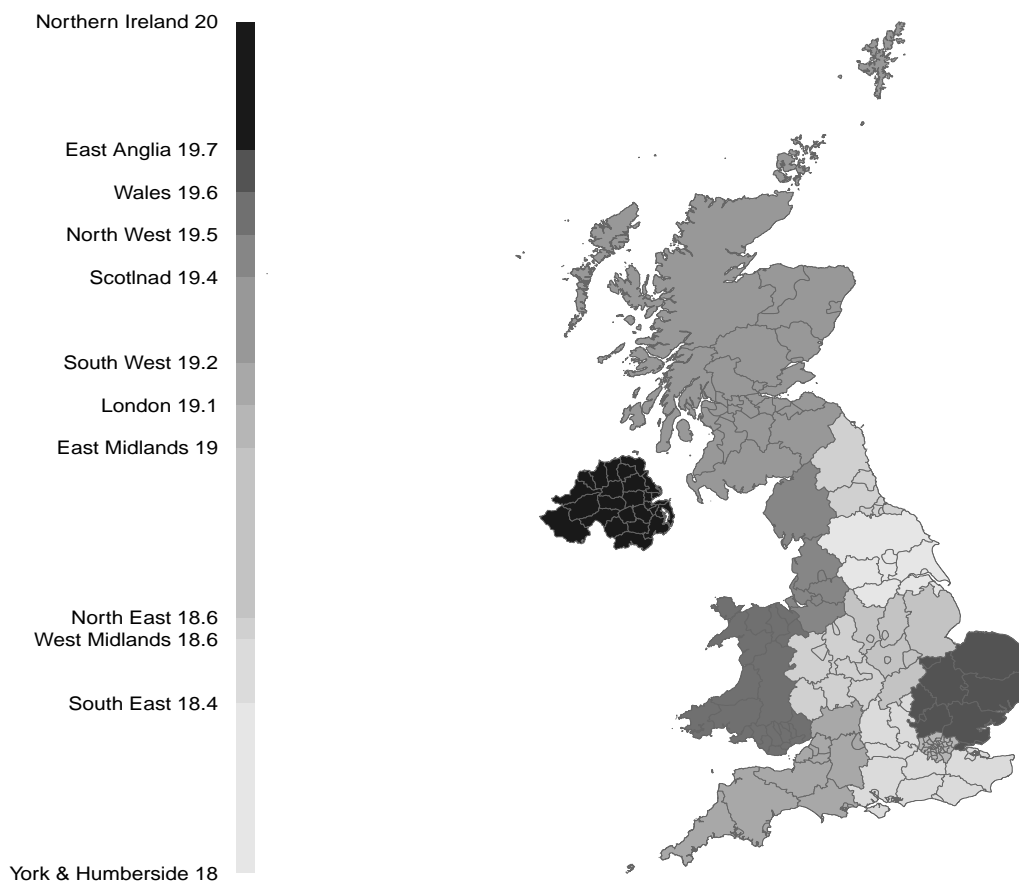 Northern Ireland 20
East Anglia 19.7
Wales 19.6
North West 19.5
Scotlnad 19.4
South West 19.2
London 19.1
East Midlands 19
North East 18.6
West Midlands 18.6
South East 18.4
York & Humberside 18